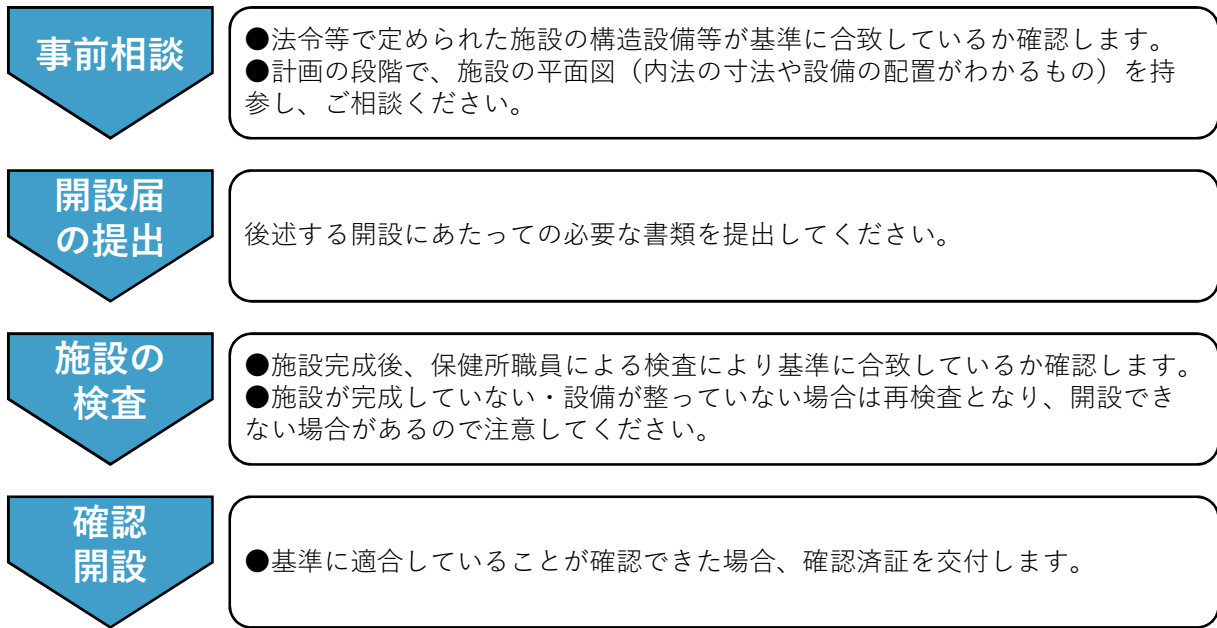 事前相談
●法令等で定められた施設の構造設備等が基準に合致しているか確認します。
●計画の段階で、施設の平面図（内法の寸法や設備の配置がわかるもの）を持
参し、ご相談ください。
開設届
の提出
後述する開設にあたっての必要な書類を提出してください。
施設の
検査
●施設完成後、保健所職員による検査により基準に合致しているか確認します。
●施設が完成していない・設備が整っていない場合は再検査となり、開設でき
ない場合があるので注意してください。
確認
開設
●基準に適合していることが確認できた場合、確認済証を交付します。